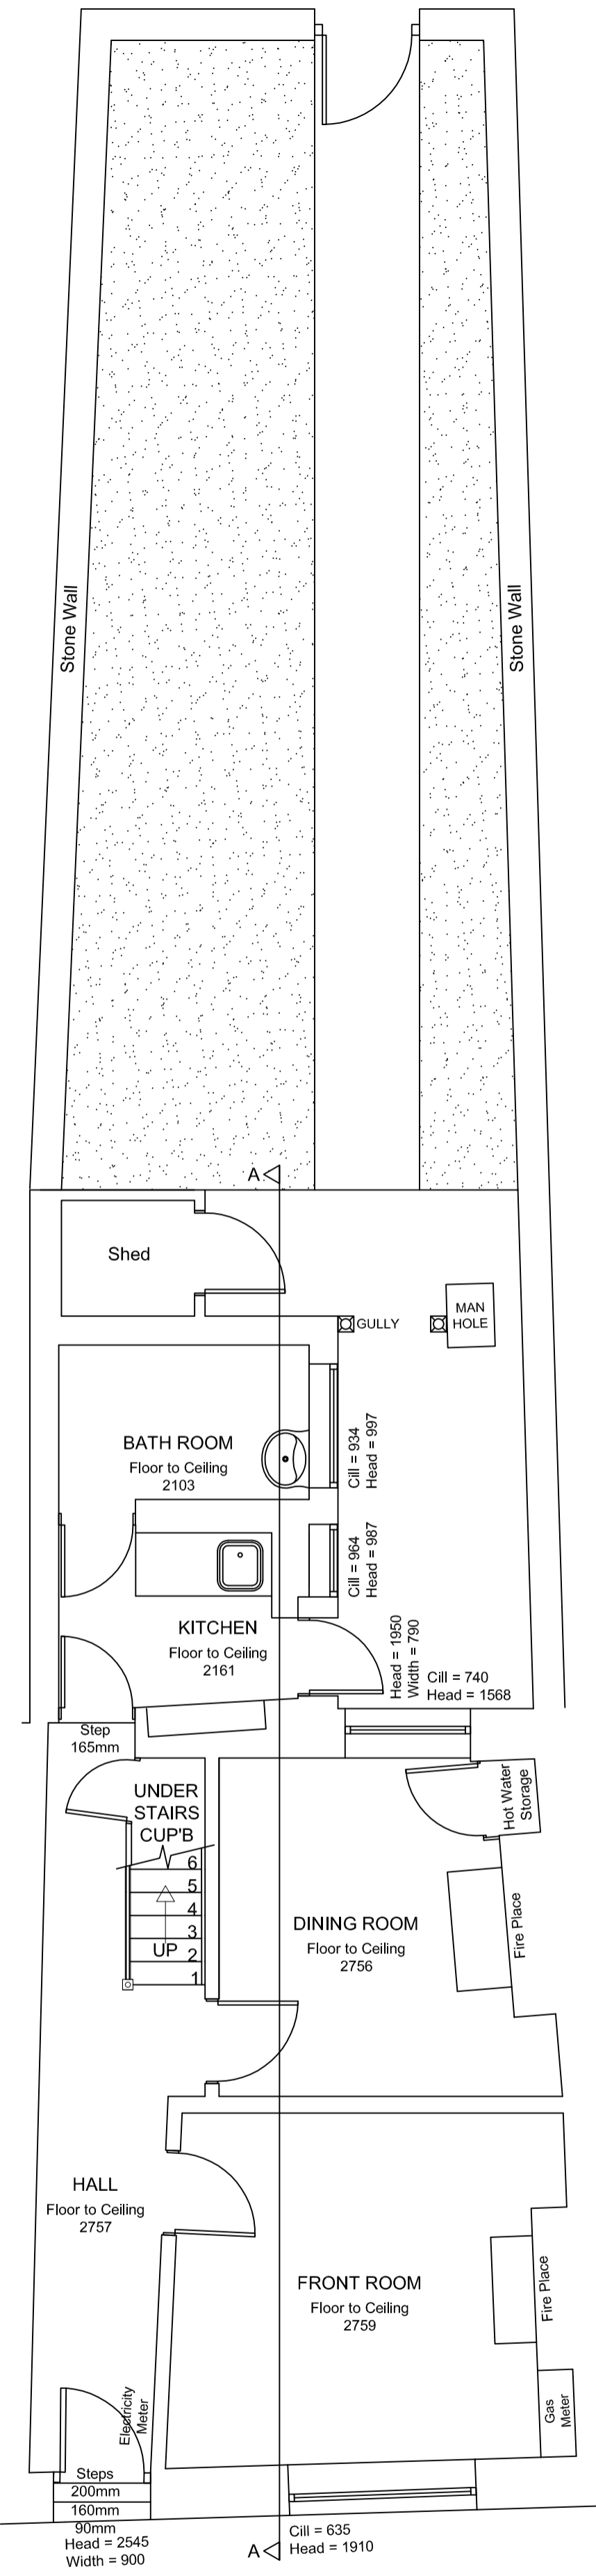 Stone Wall
Stone Wall
A
Shed
MAN
HOLE
GULLY
BATH ROOM
Floor to Ceiling
2103
Cill = 934
Head = 997
Cill = 964
Head = 987
KITCHEN
Floor to Ceiling
2161
Head = 1950
Width = 790
Cill = 740
Head = 1568
Step
165mm
Hot Water
Storage
UNDER
STAIRS
CUP'B
6
5
4
3
2
1
UP
DINING ROOM
Floor to Ceiling
2756
Fire Place
HALL
Floor to Ceiling
2757
FRONT ROOM
Floor to Ceiling
2759
Fire Place
Gas
Meter
Electricity
Meter
Steps
200mm
160mm
90mm
Head = 2545
Width = 900
A
Cill = 635
Head = 1910